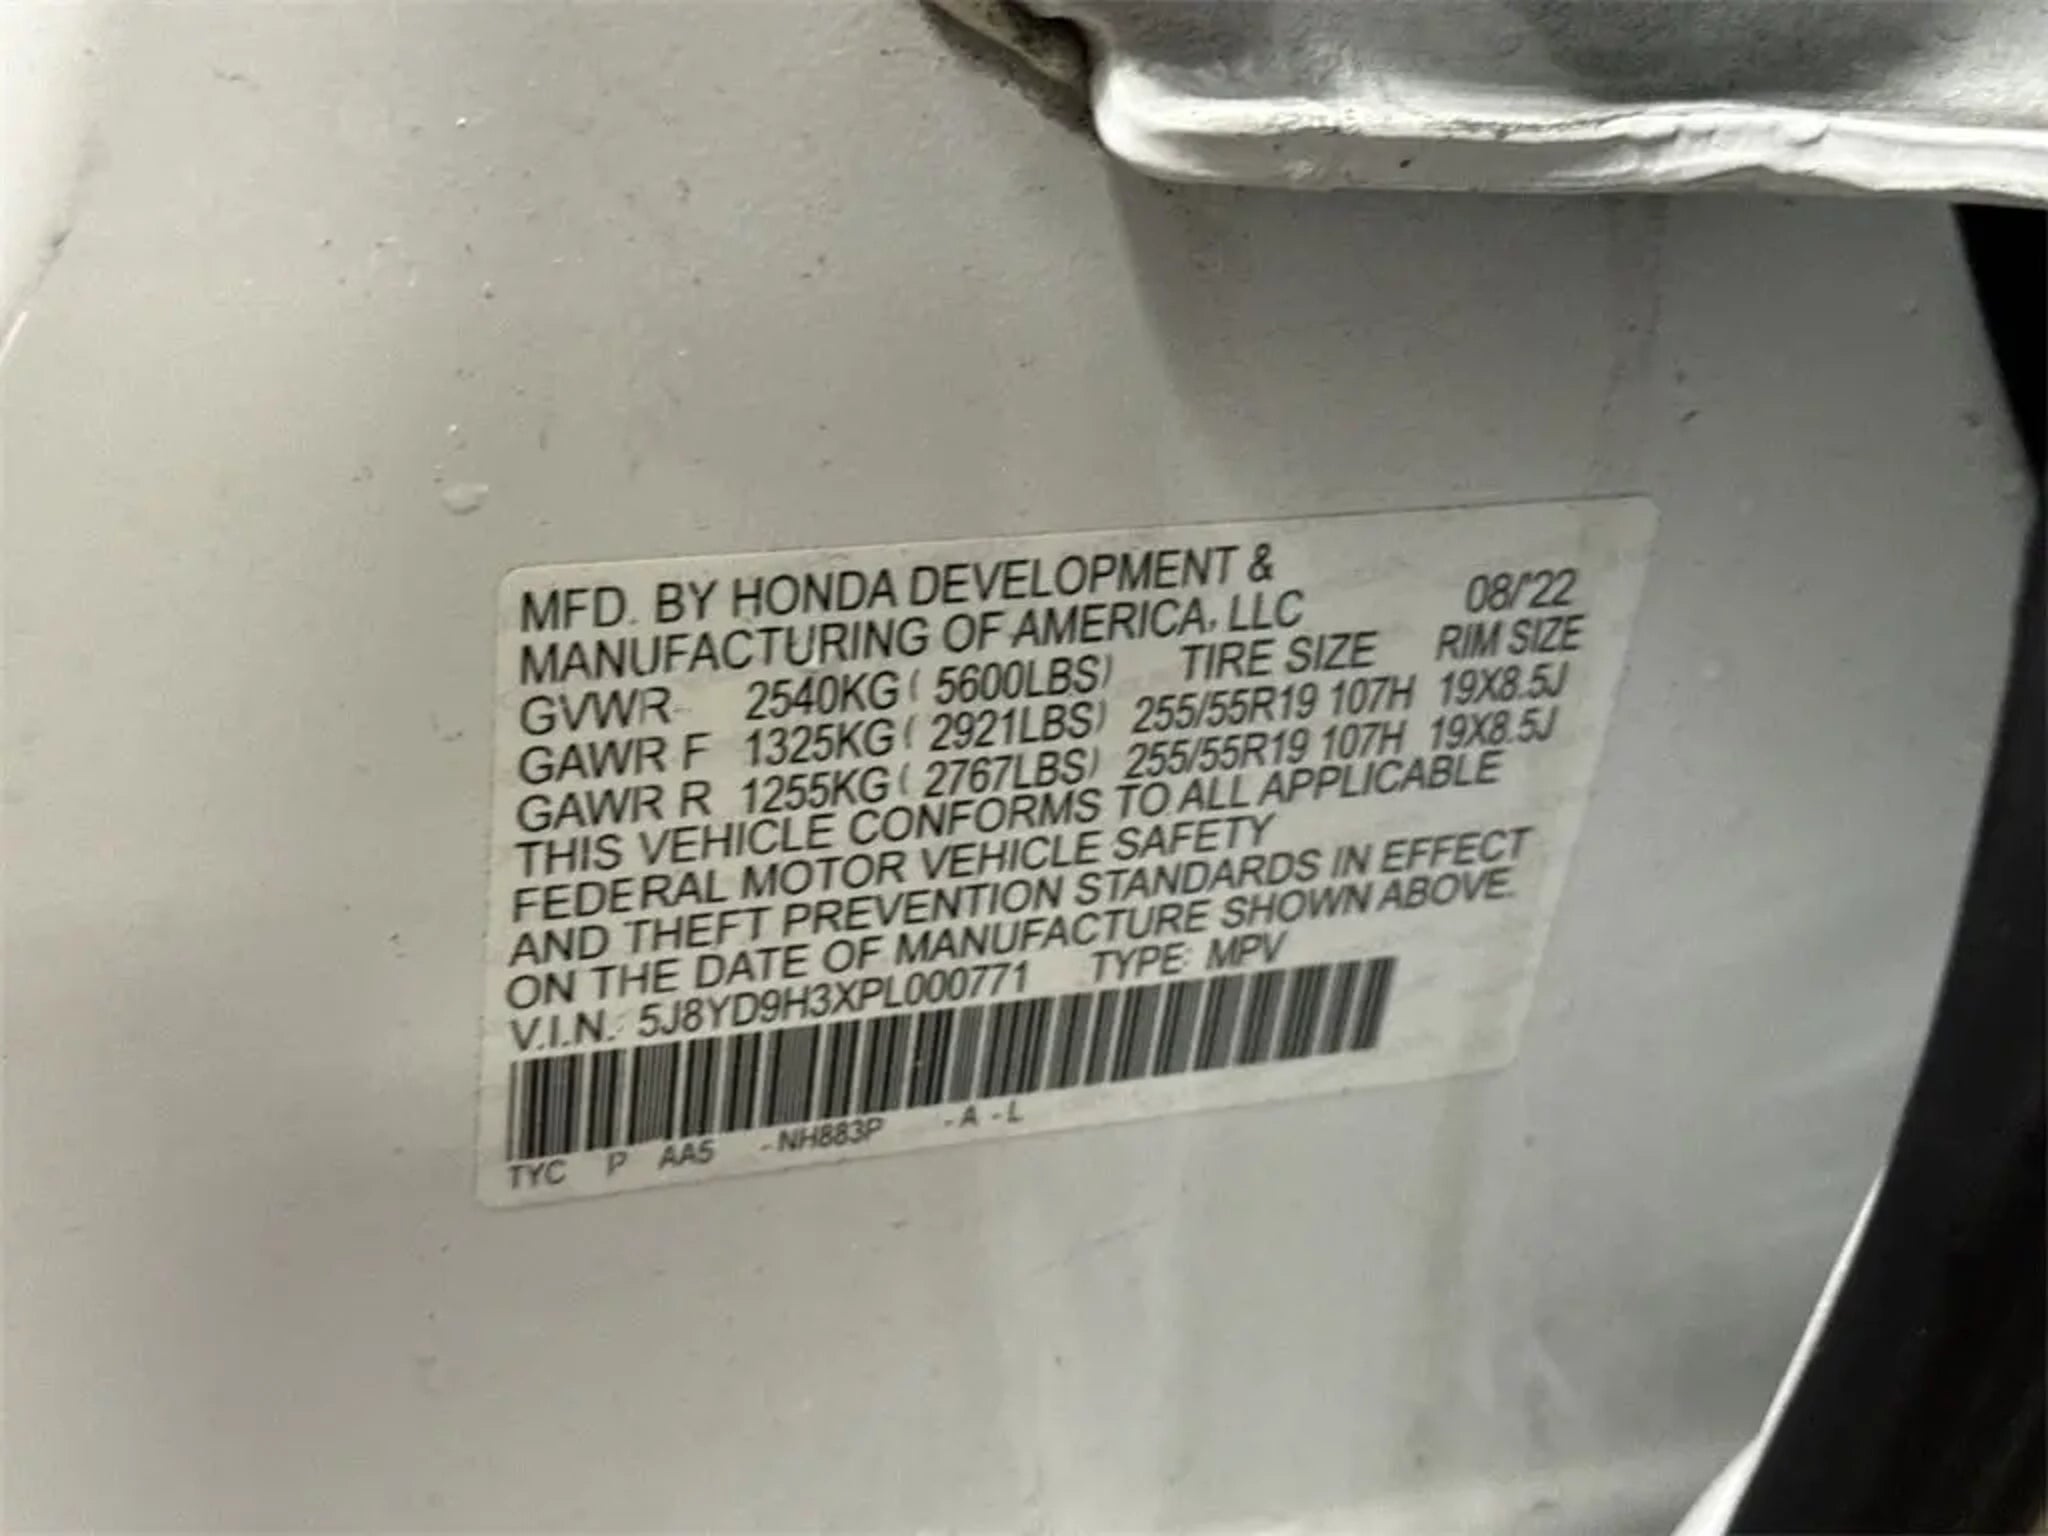 MFD. BY HONDA DEVELOPMENT &
MANUFACTURING OF AMERICA, LLC 08/'22
GVWR 2540KG ( 5600LBS) TIRE SIZE RIM SIZE
GAWR F 1325KG ( 2921LBS) 255/55R19 107H 19X8.5J
GAWR R 1255KG ( 2767LBS) 255/55R19 107H 19X8.5J
THIS VEHICLE CONFORMS TO ALL APPLICABLE
FEDERAL MOTOR VEHICLE SAFETY
AND THEFT PREVENTION STANDARDS IN EFFECT
ON THE DATE OF MANUFACTURE SHOWN ABOVE.
V.I.N.: 5J8YD9H3XPL000771 TYPE: MPV
TYC P AA5 -NH883P -A -L